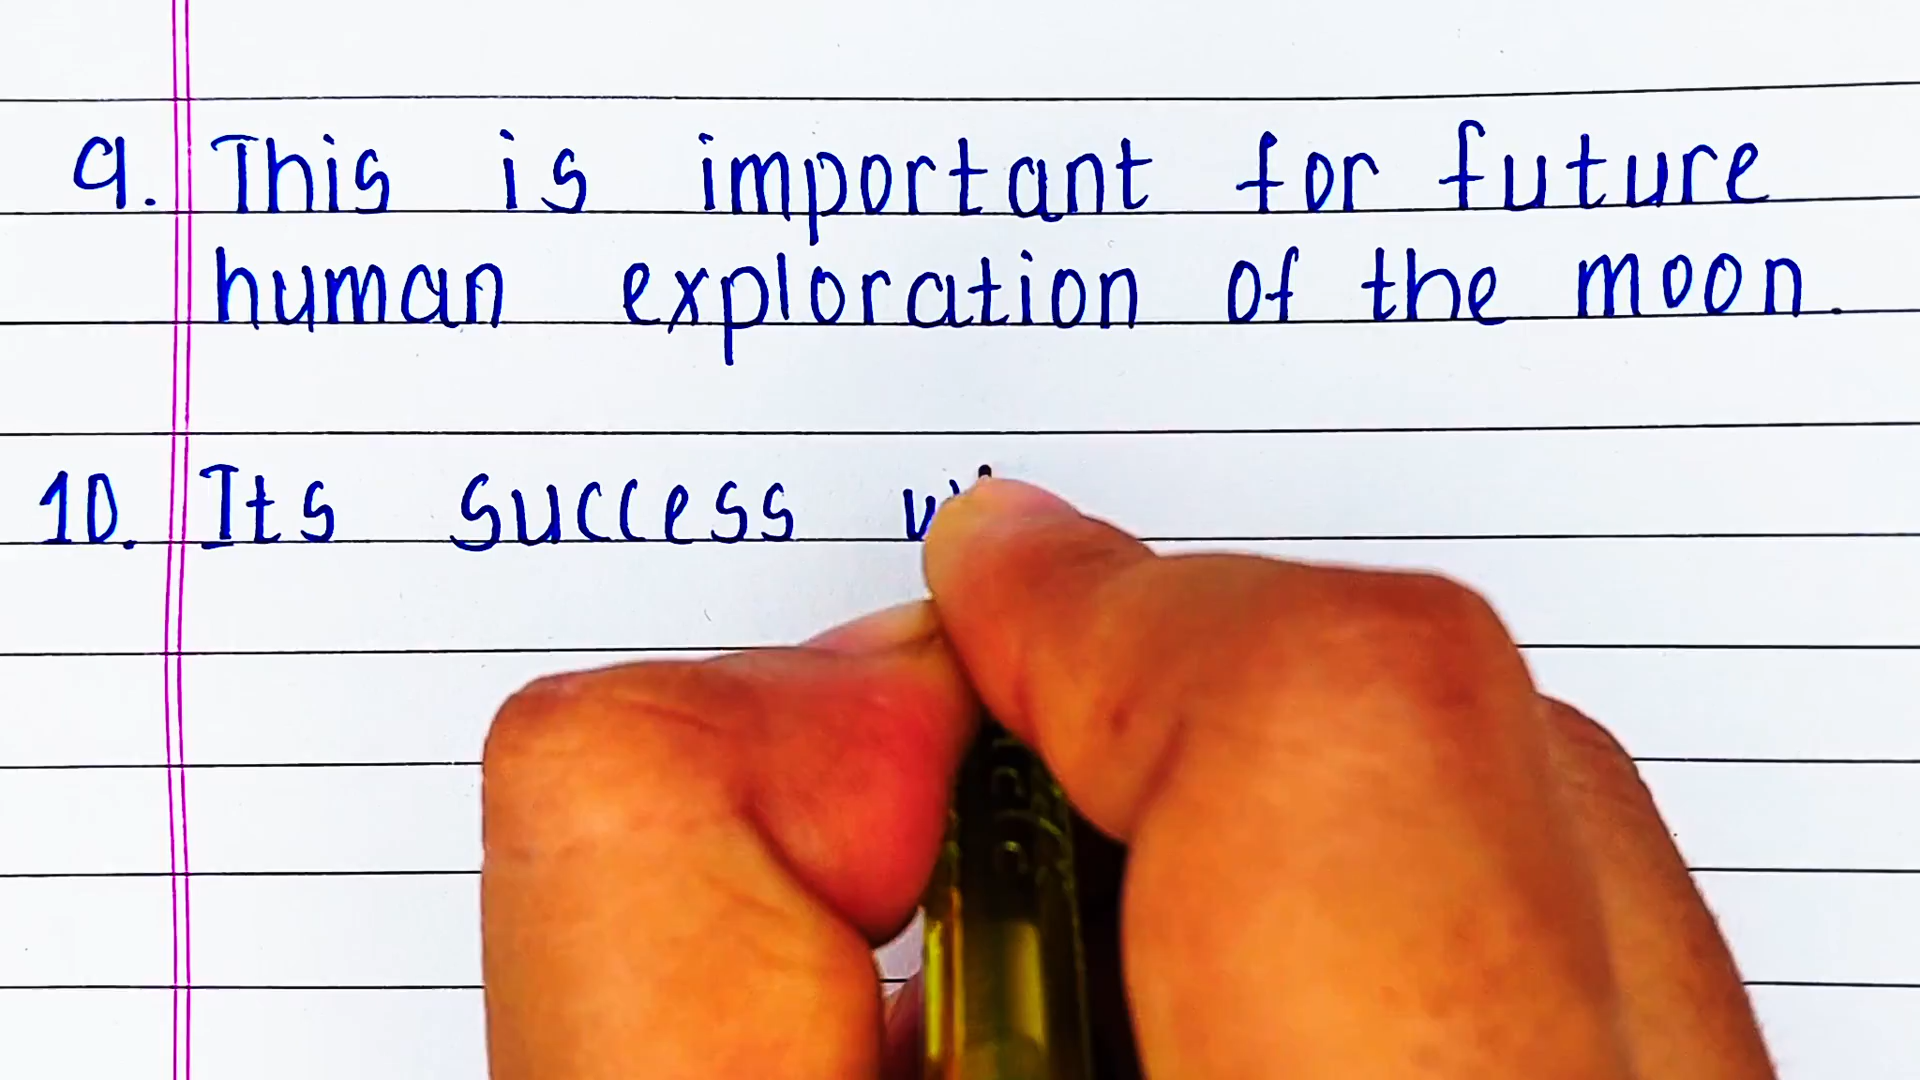 9. This is important for future
human exploration of the moon.
10. Its success